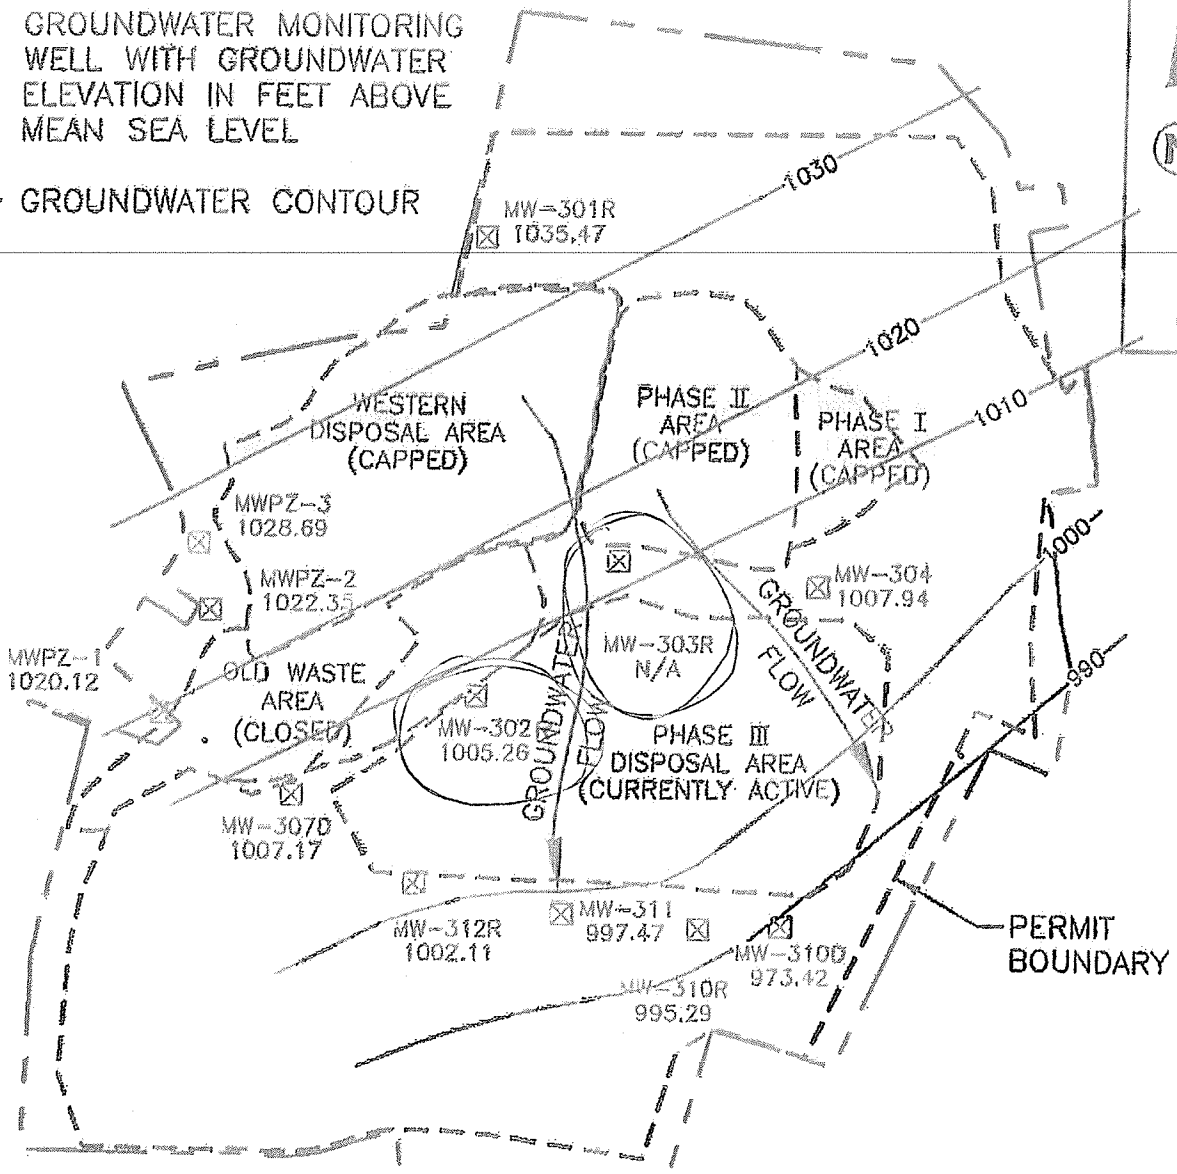 GROUNDWATER MONITORING
WELL WITH GROUNDWATER
ELEVATION IN FEET ABOVE
MEAN SEA LEVEL
GROUNDWATER CONTOUR
1030
MW-301R
1035.47
1020
1010
WESTERN
DISPOSAL AREA
(CAPPED)
PHASE II
AREA
(CAPPED)
PHASE I
AREA
(CAPPED)
MWPZ-3
1028.69
1000
MWPZ-2
1022.35
MW-304
1007.94
GROUNDWATER
FLOW
MW-303R
N/A
MWPZ-1
1020.12
OLD WASTE
AREA
(CLOSED)
990
MW-302
1005.26
GROUNDWATER
FLOW
PHASE III
DISPOSAL AREA
(CURRENTLY ACTIVE)
MW-307D
1007.17
MW-312R
1002.11
MW-311
997.47
MW-310D
973.42
MW-310R
995.29
PERMIT
BOUNDARY